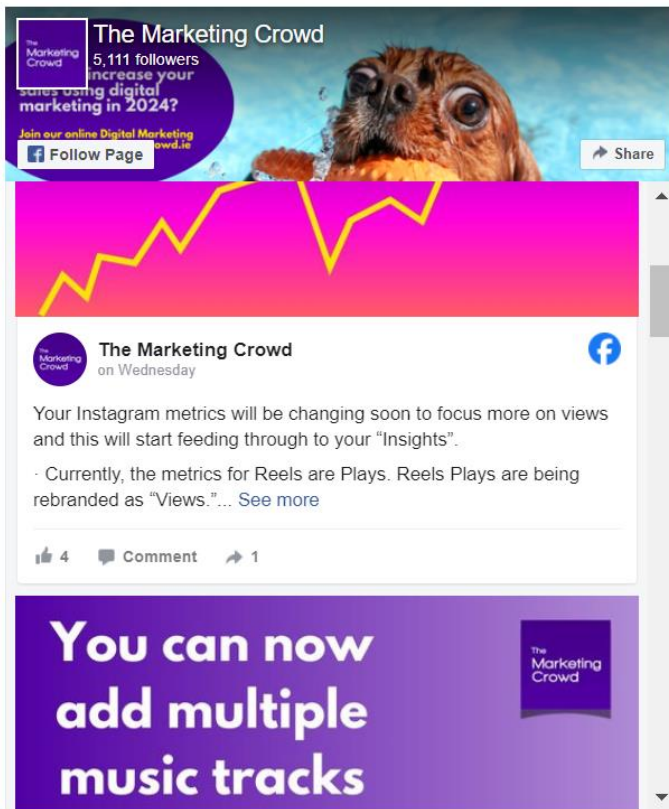 The
Marketing
Crowd
The Marketing Crowd
5,111 followers
increase your
sales using digital
marketing in 2024?
Join our online Digital Marketing
owd.ie
Follow Page
Share
The
Marketing
Crowd
The Marketing Crowd
on Wednesday
Your Instagram metrics will be changing soon to focus more on views
and this will start feeding through to your “Insights”.
· Currently, the metrics for Reels are Plays. Reels Plays are being
rebranded as “Views.”... See more
4
Comment
1
You can now
add multiple
music tracks
The
Marketing
Crowd